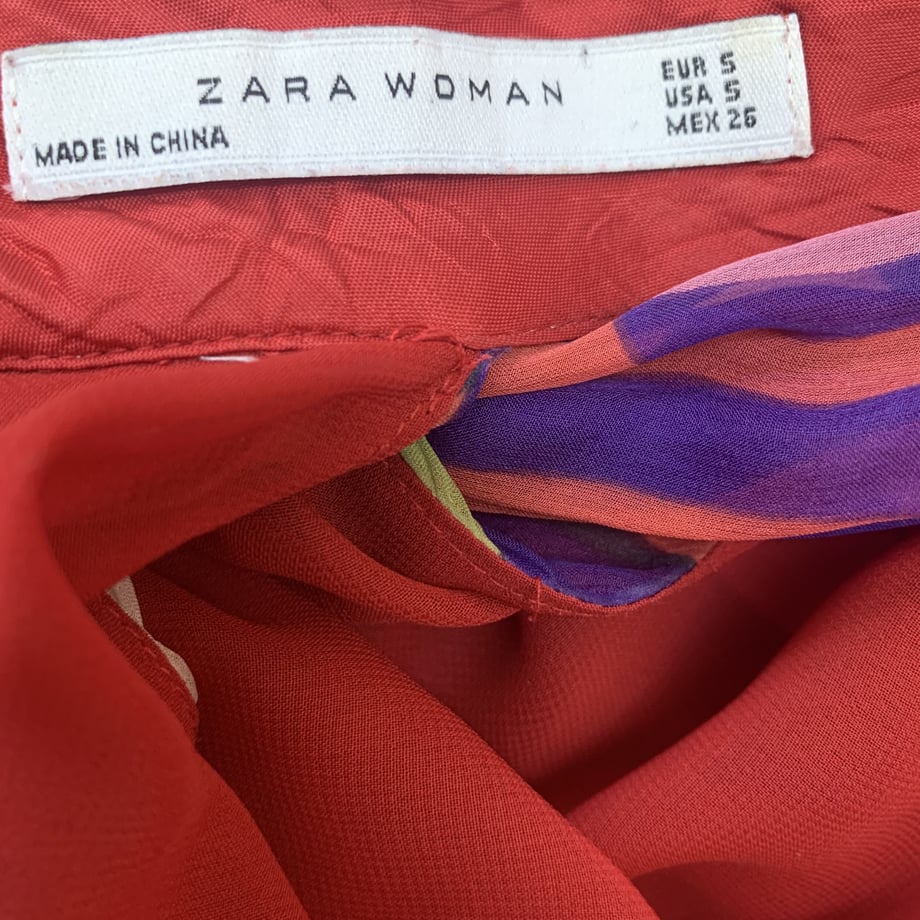 ZARA WOMAN
MADE IN CHINA
EUR S
USA S
MEX 26